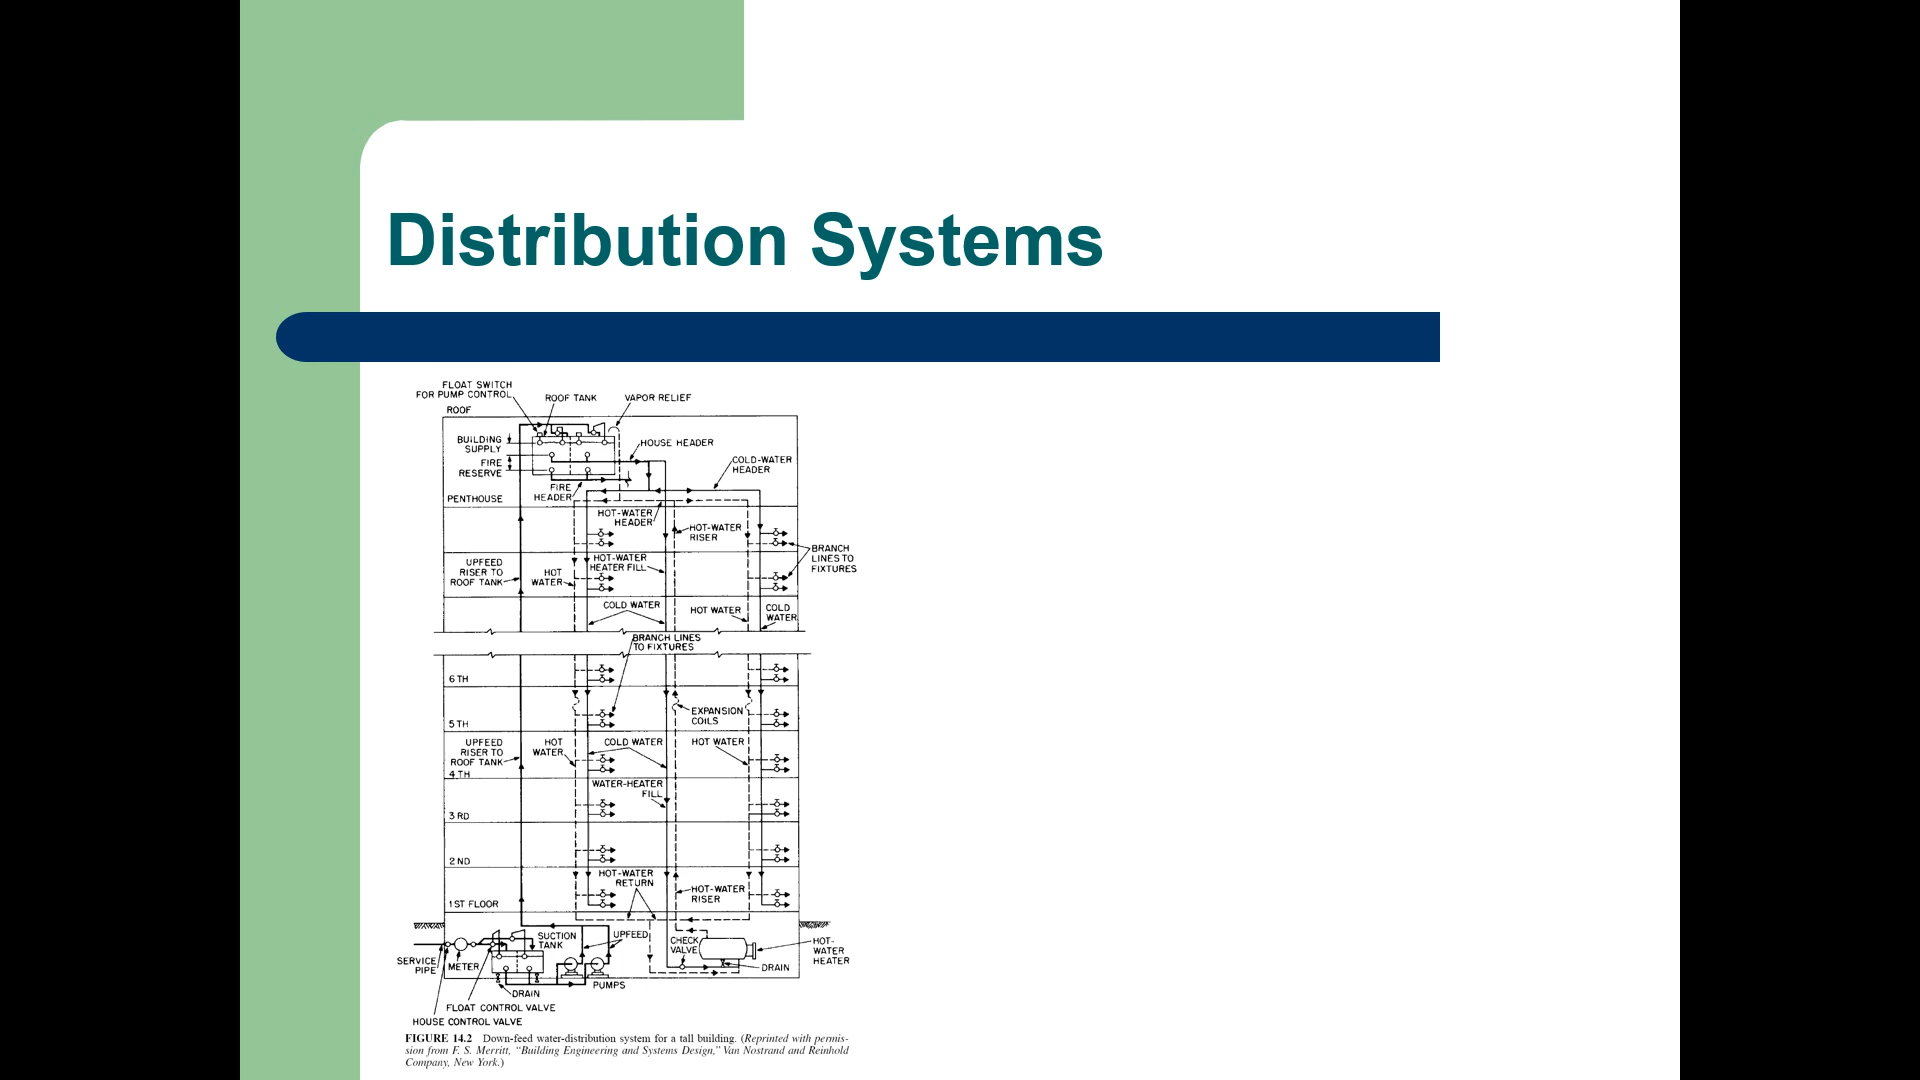 Distribution Systems
FLOAT SWITCH
FOR PUMP CONTROL
ROOF TANK
VAPOR RELIEF
ROOF
BUILDING
SUPPLY
HOUSE HEADER
FIRE
RESERVE
COLD-WATER
HEADER
FIRE
HEADER
PENTHOUSE
HOT-WATER
HEADER
HOT-WATER
RISER
BRANCH
LINES TO
FIXTURES
UPFEED
RISER TO
ROOF TANK
HOT
WATER
HOT-WATER
HEATER FILL
COLD WATER
HOT WATER
COLD
WATER
BRANCH LINES
TO FIXTURES
6 TH
EXPANSION
COILS
5 TH
UPFEED
RISER TO
ROOF TANK
HOT
WATER
COLD WATER
HOT WATER
4 TH
WATER-HEATER
FILL
3 RD
2 ND
HOT-WATER
RETURN
HOT-WATER
RISER
1ST FLOOR
SUCTION
TANK
UPFEED
CHECK
VALVE
HOT-
WATER
HEATER
SERVICE
PIPE
METER
DRAIN
PUMPS
DRAIN
FLOAT CONTROL VALVE
HOUSE CONTROL VALVE
FIGURE 14.2 Down-feed water-distribution system for a tall building. (Reprinted with permis-
sion from F. S. Merritt, “Building Engineering and Systems Design,” Van Nostrand and Reinhold
Company, New York.)